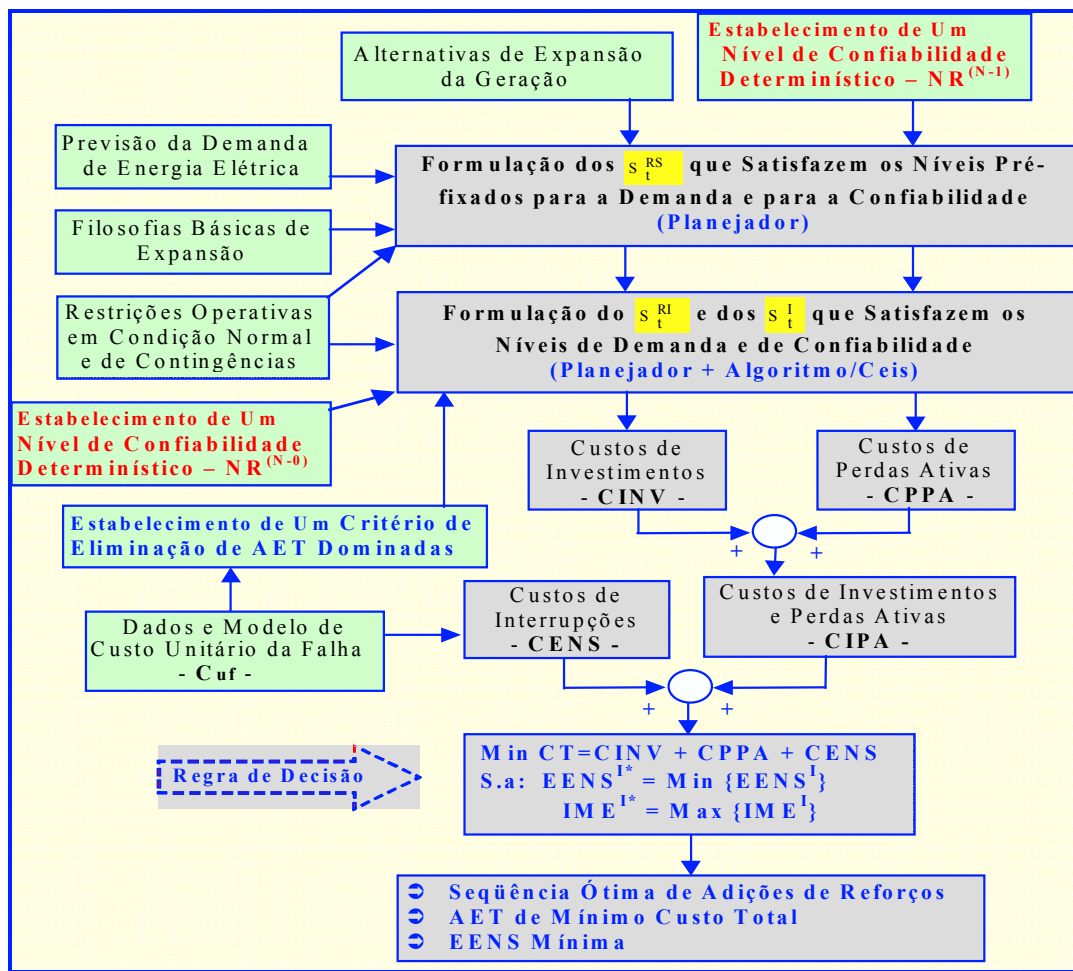 Alternativas de Expansão
da Geração
Estabelecimento de Um
Nível de Confiabilidade
Determinístico – NR(N-1)
Previsão da Demanda
de Energia Elétrica
Formulação dos S t RS que Satisfazem os Níveis Pré-
fixados para a Demanda e para a Confiabilidade
(Planejador)
Filosofias Básicas de
Expansão
Restrições Operativas
em Condição Normal
e de Contingências
Formulação do S t RI e dos S t I que Satisfazem os
Níveis de Demanda e de Confiabilidade
(Planejador + Algoritmo/Ceis)
Estabelecimento de Um
Nível de Confiabilidade
Determinístico – NR(N-0)
Custos de
Investimentos
- CINV -
Custos de
Perdas Ativas
- CPPA -
Estabelecimento de Um Critério de
Eliminação de AET Dominadas
+ +
Custos de
Interrupções
- CENS -
Custos de Investimentos
e Perdas Ativas
- CIPA -
Dados e Modelo de
Custo Unitário da Falha
- Cuf -
+ +
Regra de Decisão
Min CT=CINV + CPPA + CENS
S.a: EENS I* = Min {EENS I}
IME I* = Max {IME I}
➲ Seqüência Ótima de Adições de Reforços
➲ AET de Mínimo Custo Total
➲ EENS Mínima